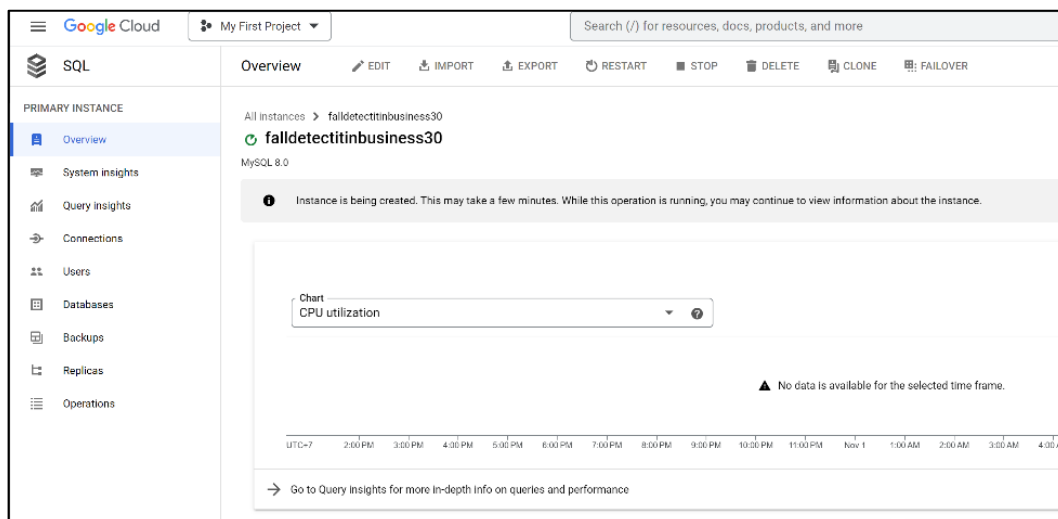 Google Cloud
My First Project
Search (/) for resources, docs, products, and more
SQL
Overview
EDIT
IMPORT
EXPORT
RESTART
STOP
DELETE
CLONE
FAILOVER
PRIMARY INSTANCE
Overview
System insights
Query insights
Connections
Users
Databases
Backups
Replicas
Operations
All instances > falldetectitinbusiness30
falldetectitinbusiness30
MySQL 8.0
Instance is being created. This may take a few minutes. While this operation is running, you may continue to view information about the instance.
Chart
CPU utilization
No data is available for the selected time frame.
UTC+7 2:00 PM 3:00 PM 4:00 PM 5:00 PM 6:00 PM 7:00 PM 8:00 PM 9:00 PM 10:00 PM 11:00 PM Nov 1 1:00 AM 2:00 AM 3:00 AM 4:00
Go to Query insights for more in-depth info on queries and performance